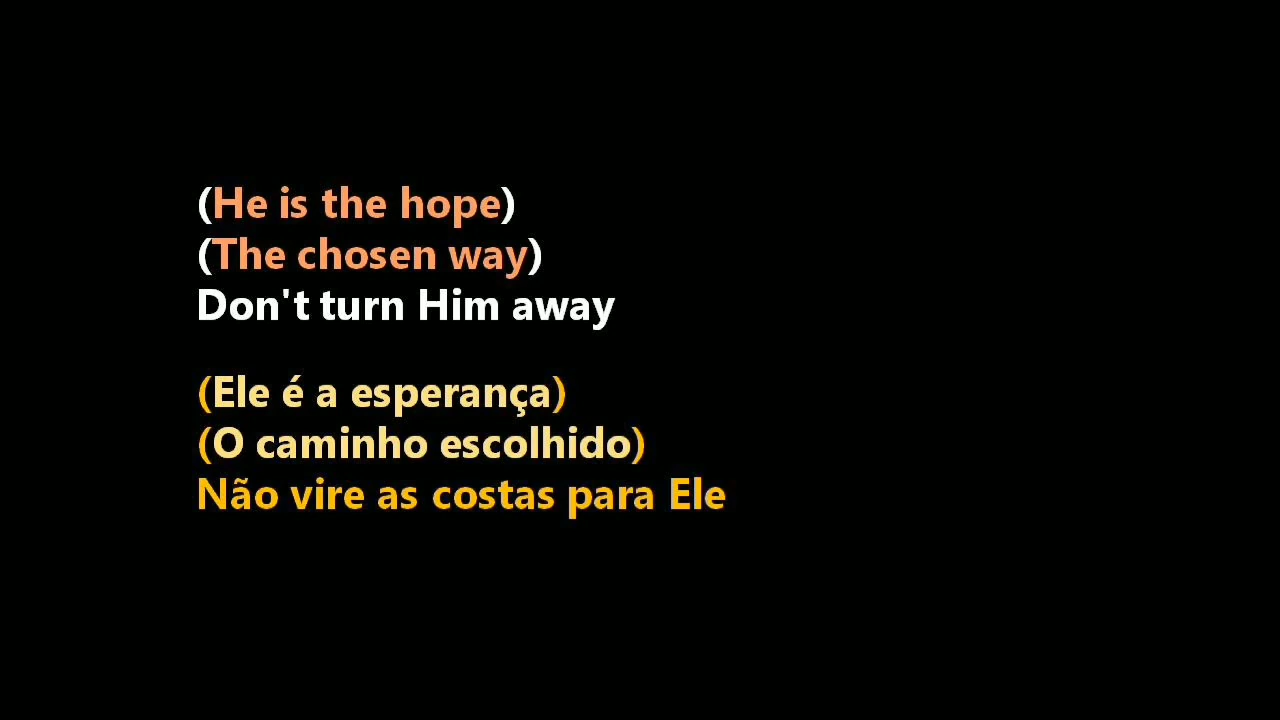 (He is the hope)
(The chosen way)
Don't turn Him away
(Ele é a esperança)
(O caminho escolhido)
Não vire as costas para Ele